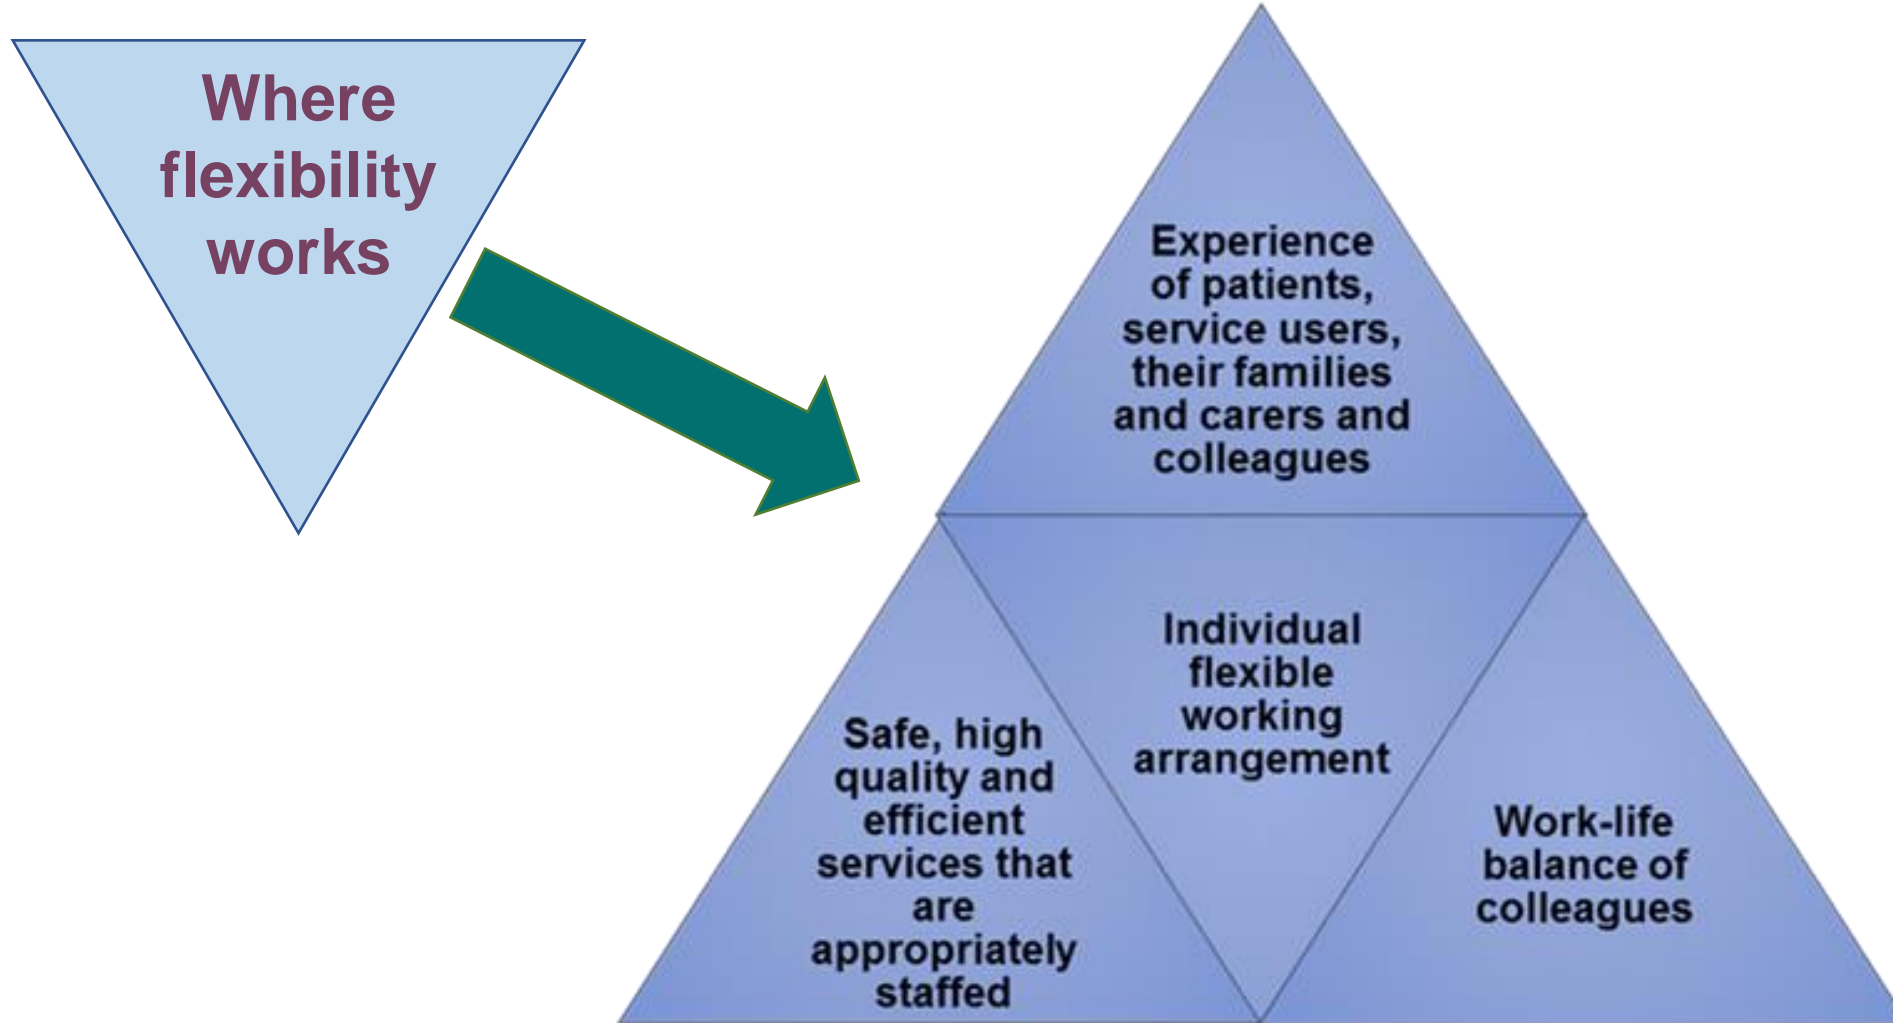 Where
flexibility
works
Experience
of patients,
service users,
their families
and carers and
colleagues
Individual
flexible
working
arrangement
Safe, high
quality and
efficient
services that
are
appropriately
staffed
Work-life
balance of
colleagues